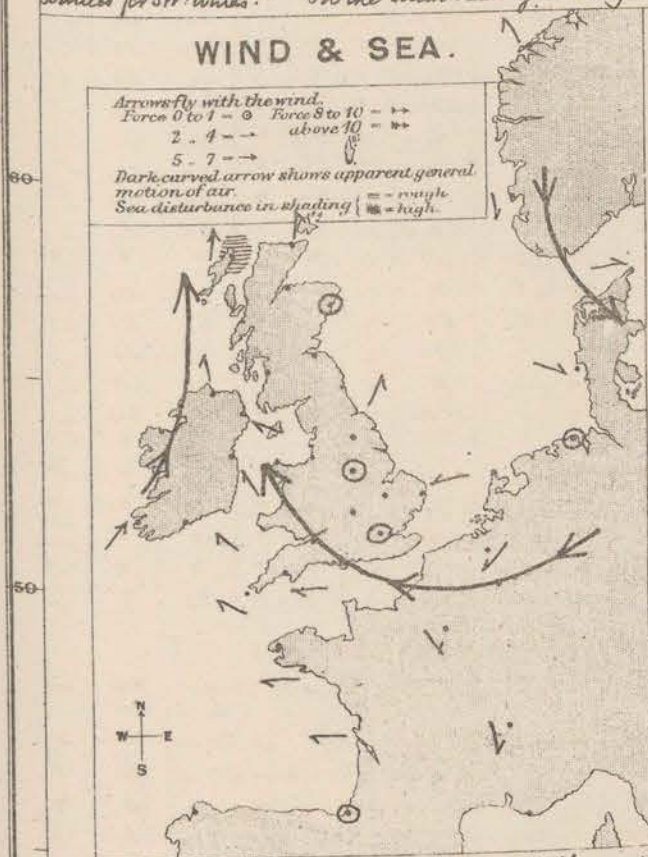 WIND & SEA.
Arrows fly with the wind.
Force 0 to 1 = ⊙ Force 8 to 10 =
2 „ 4 = → above 10 =
5 „ 7 = →
Dark curved arrow shows apparent general
motion of air.
Sea disturbance in shading { = rough
= high.
60
50
N
W E
S